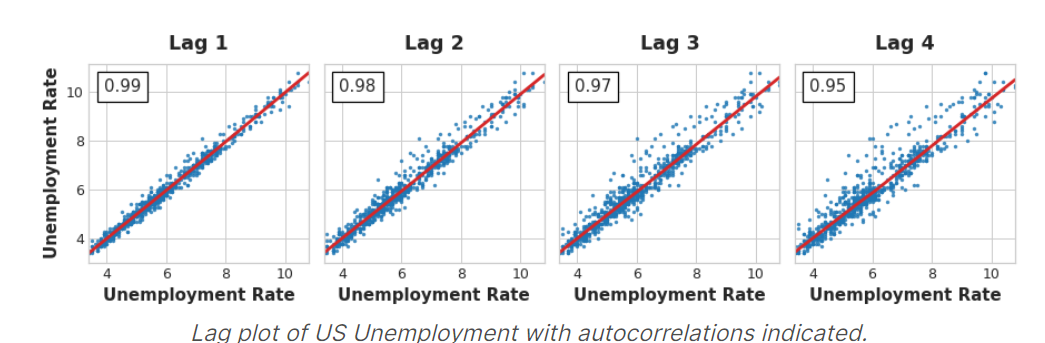 Lag 1 Lag 2 Lag 3 Lag 4
Unemployment Rate
10
8
6
4
0.99 0.98 0.97 0.95
4 6 8 10 4 6 8 10 4 6 8 10 4 6 8 10
Unemployment Rate Unemployment Rate Unemployment Rate Unemployment Rate
Lag plot of US Unemployment with autocorrelations indicated.